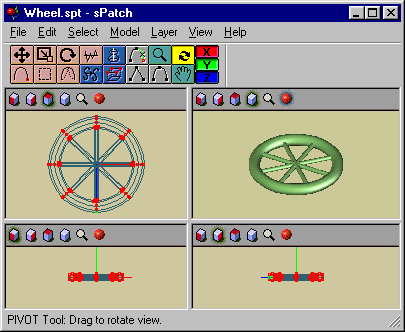 Wheel.spt - sPatch
File Edit Select Model Layer View Help
X
Y
Z
PIVOT Tool: Drag to rotate view.